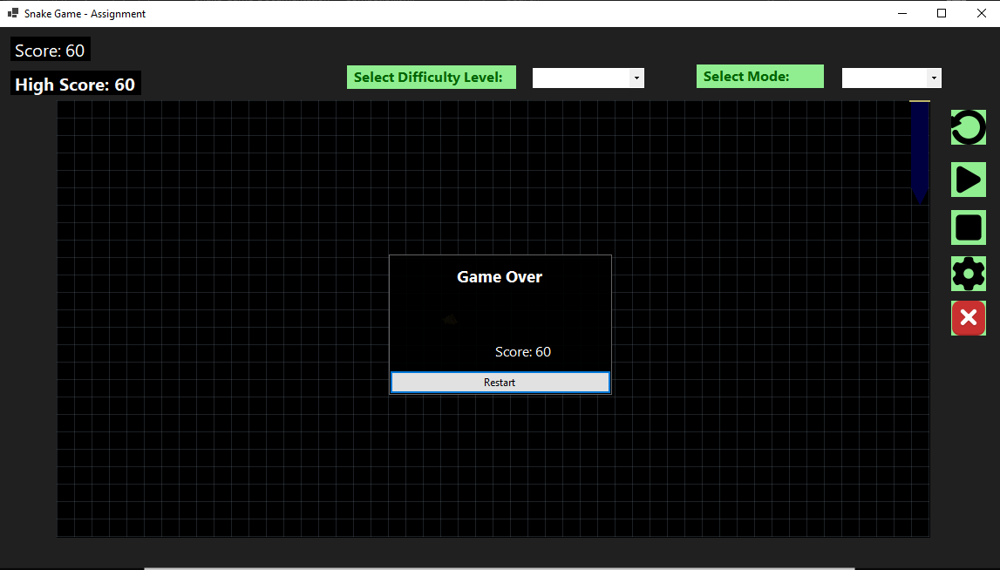 Snake Game - Assignment
Score: 60
High Score: 60
Select Difficulty Level:
Select Mode:
Game Over
Score: 60
Restart